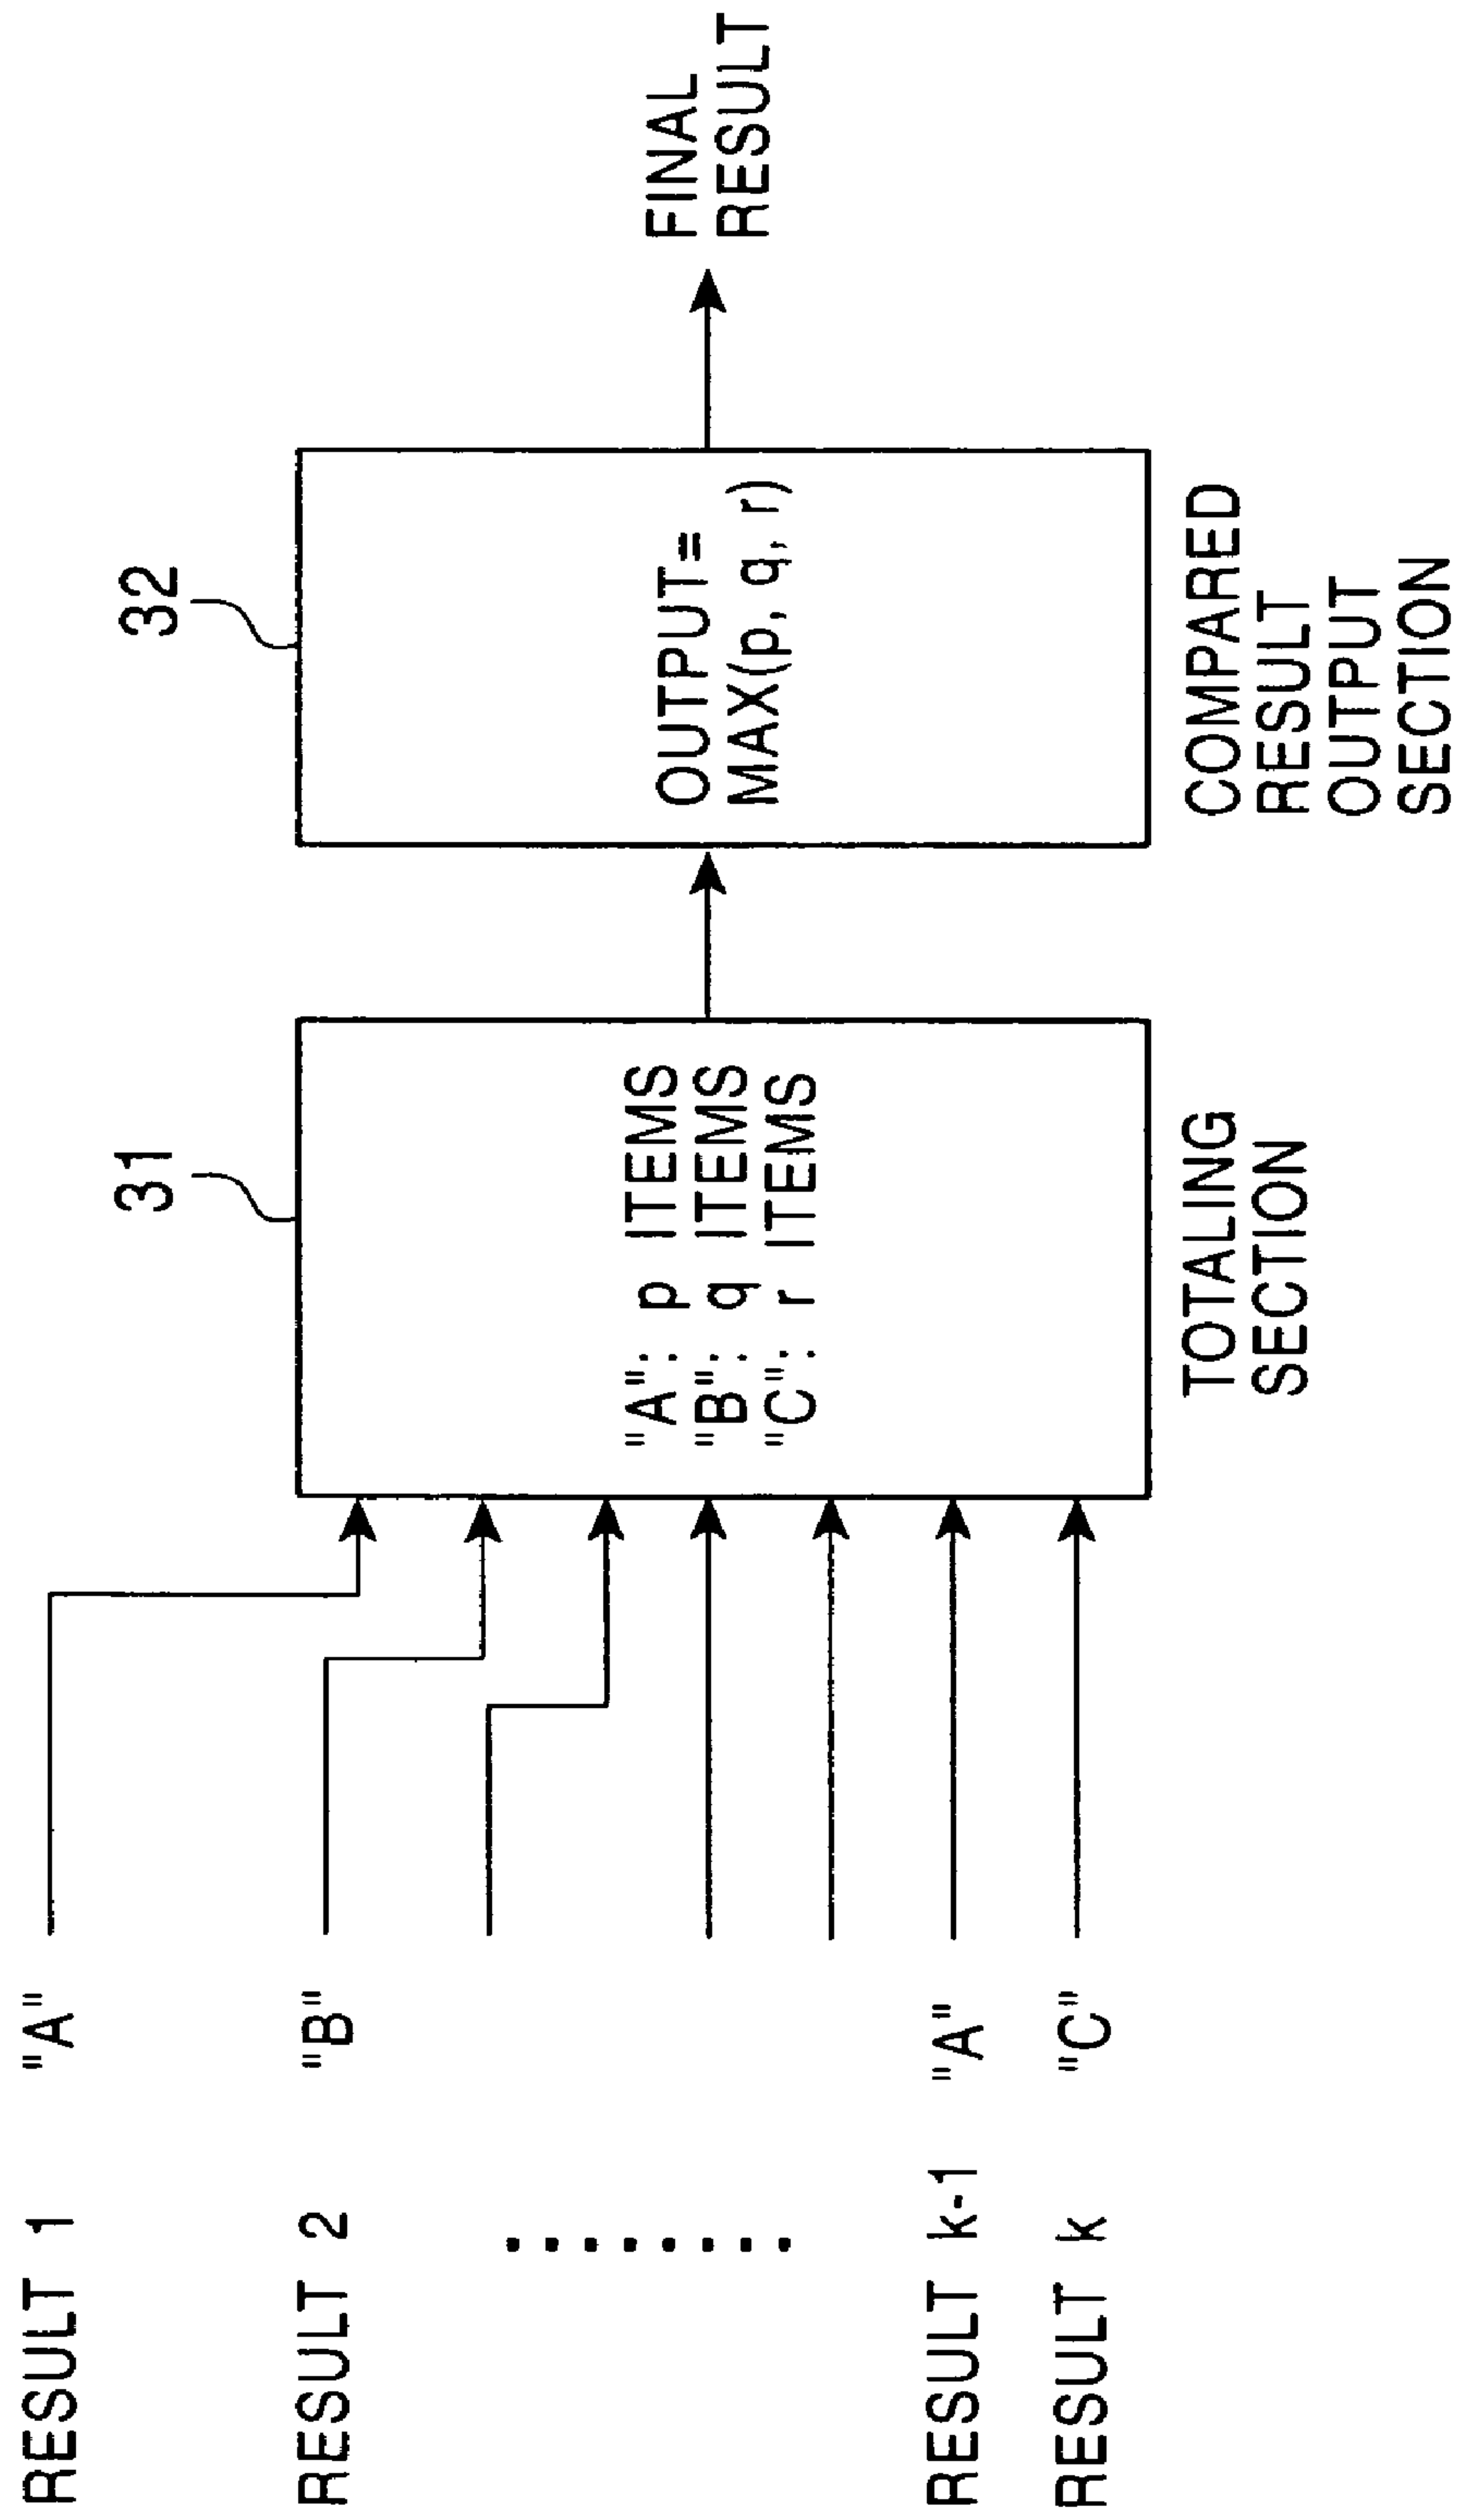 RESULT 1 "A"
RESULT 2 "B"
........
RESULT k-1 "A"
RESULT k "C"
31
"A": p ITEMS
"B": q ITEMS
"C": r ITEMS
TOTALING
SECTION
32
OUTPUT=
MAX(p, q, r)
COMPARED
RESULT
OUTPUT
SECTION
FINAL
RESULT